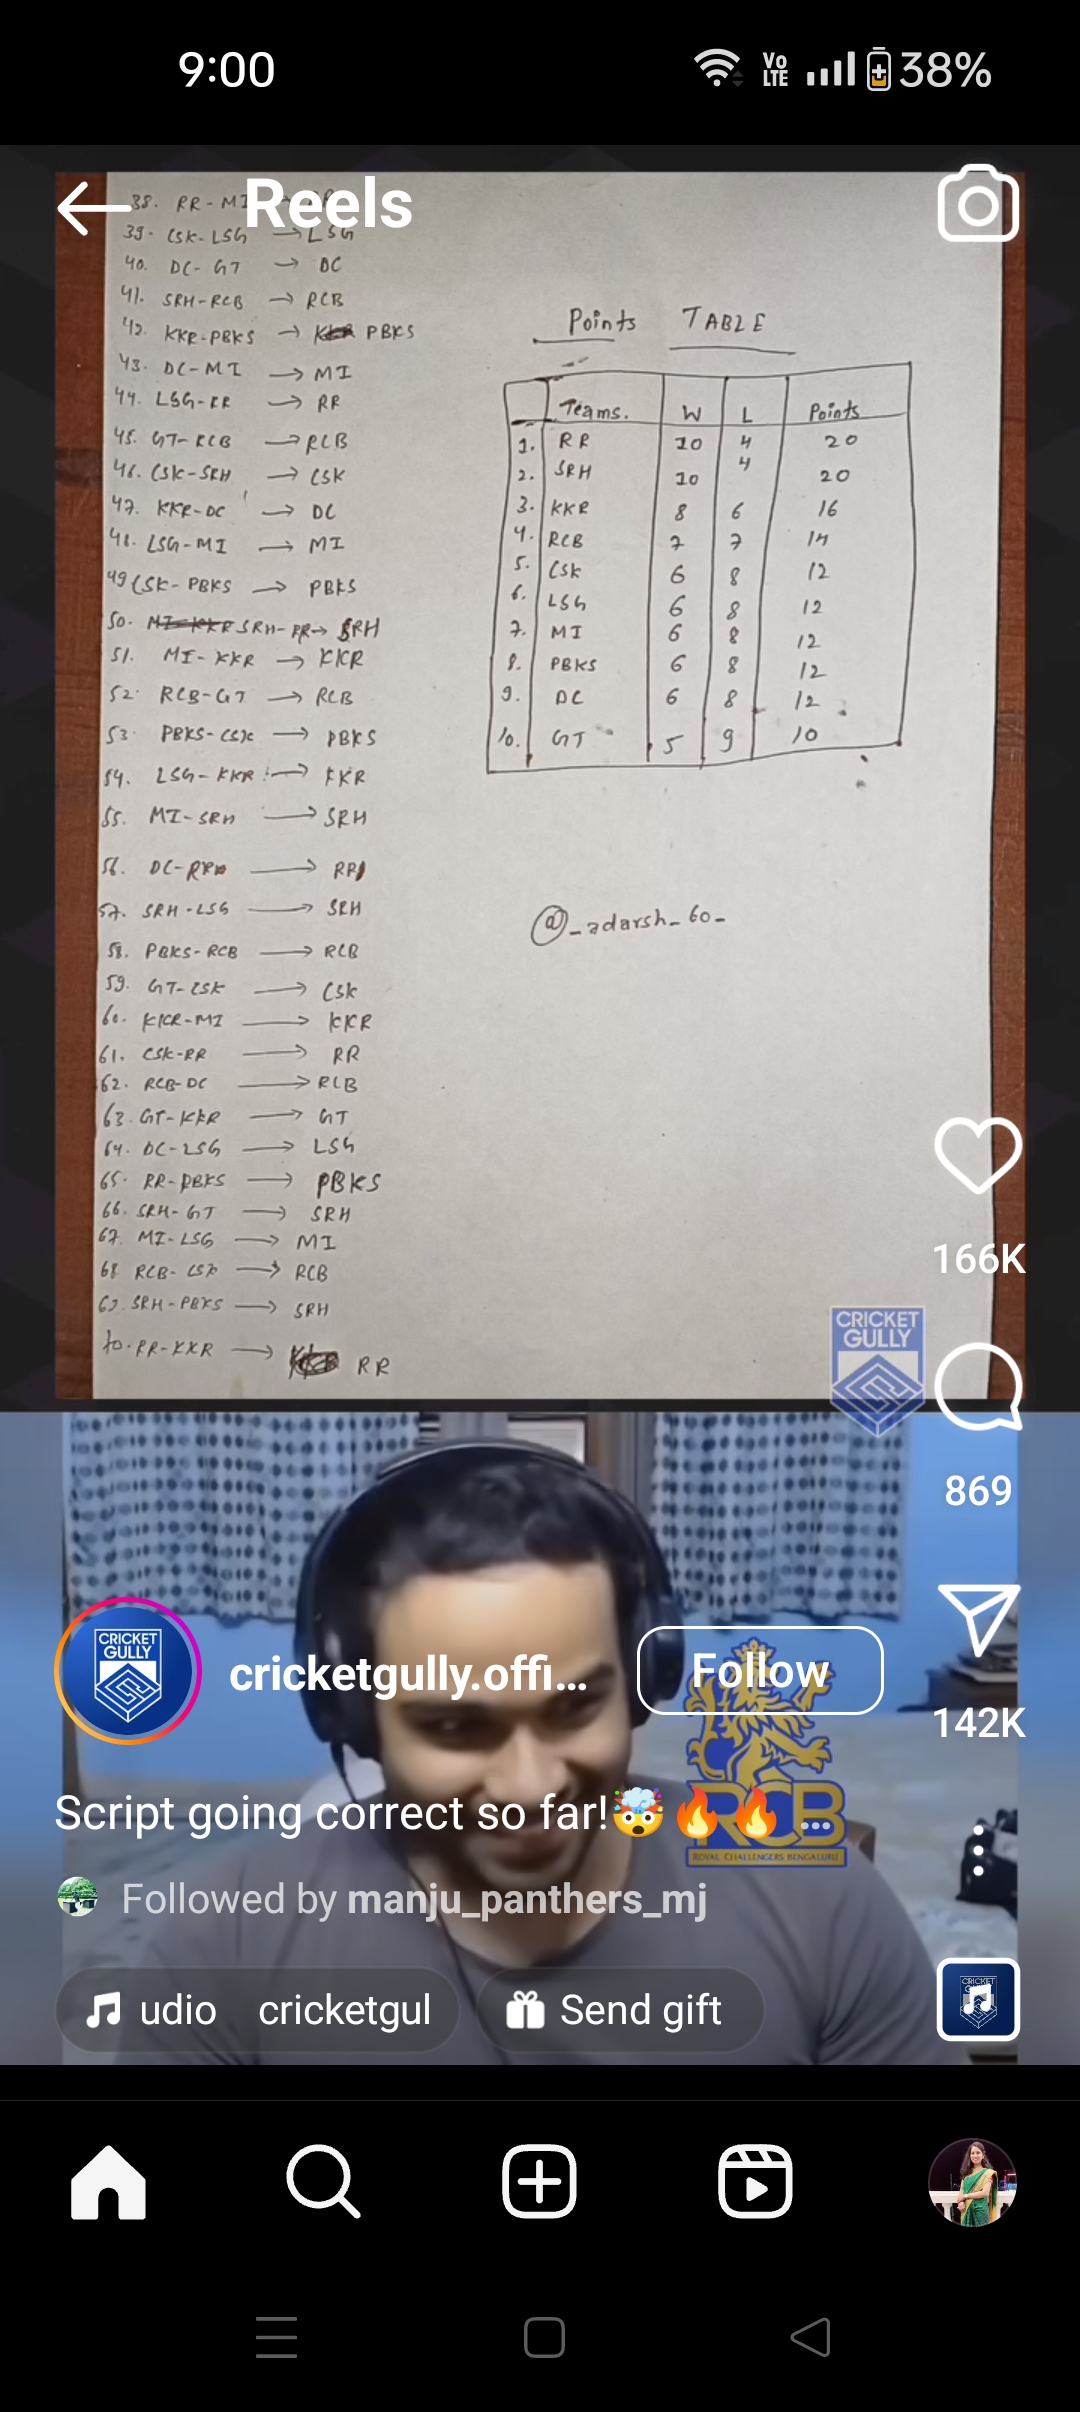 9:00
Vo LTE
38%
Reels
38. RR-MI
39. CSK-LSG → LSG
40. DC-GT → DC
41. SRH-RCB → RCB
42. KKR-PBKS → PBKS
43. DC-MI → MI
44. LSG-RR → RR
45. GT-RCB → RCB
46. CSK-SRH → CSK
47. KKR-DC → DC
48. LSG-MI → MI
49 CSK-PBKS → PBKS
50. SRH-RR → SRH
51. MI-KKR → KKR
52. RCB-GT → RCB
53. PBKS-CSK → PBKS
54. LSG-KKR → KKR
55. MI-SRH → SRH
56. DC-RR → RR
57. SRH-LSG → SRH
58. PBKS-RCB → RCB
59. GT-CSK → CSK
60. KKR-MI → KKR
61. CSK-RR → RR
62. RCB-DC → RCB
63. GT-KKR → GT
64. DC-LSG → LSG
65. RR-PBKS → PBKS
66. SRH-GT → SRH
67. MI-LSG → MI
68 RCB-CSK → RCB
69. SRH-PBKS → SRH
70. RR-KKR → RR
Points TABLE
Teams. W L Points
1. RR 10 4 20
2. SRH 10 4 20
3. KKR 8 6 16
4. RCB 7 7 14
5. CSK 6 8 12
6. LSG 6 8 12
7. MI 6 8 12
8. PBKS 6 8 12
9. DC 6 8 12
10. GT 5 9 10
@_adarsh_60_
166K
CRICKET
GULLY
869
142K
CRICKET
GULLY
cricketgully.offi...
Follow
RCB
ROYAL CHALLENGERS BENGALURU
Script going correct so far!🤯🔥🔥 ...
Followed by manju_panthers_mj
udio cricketgul
Send gift